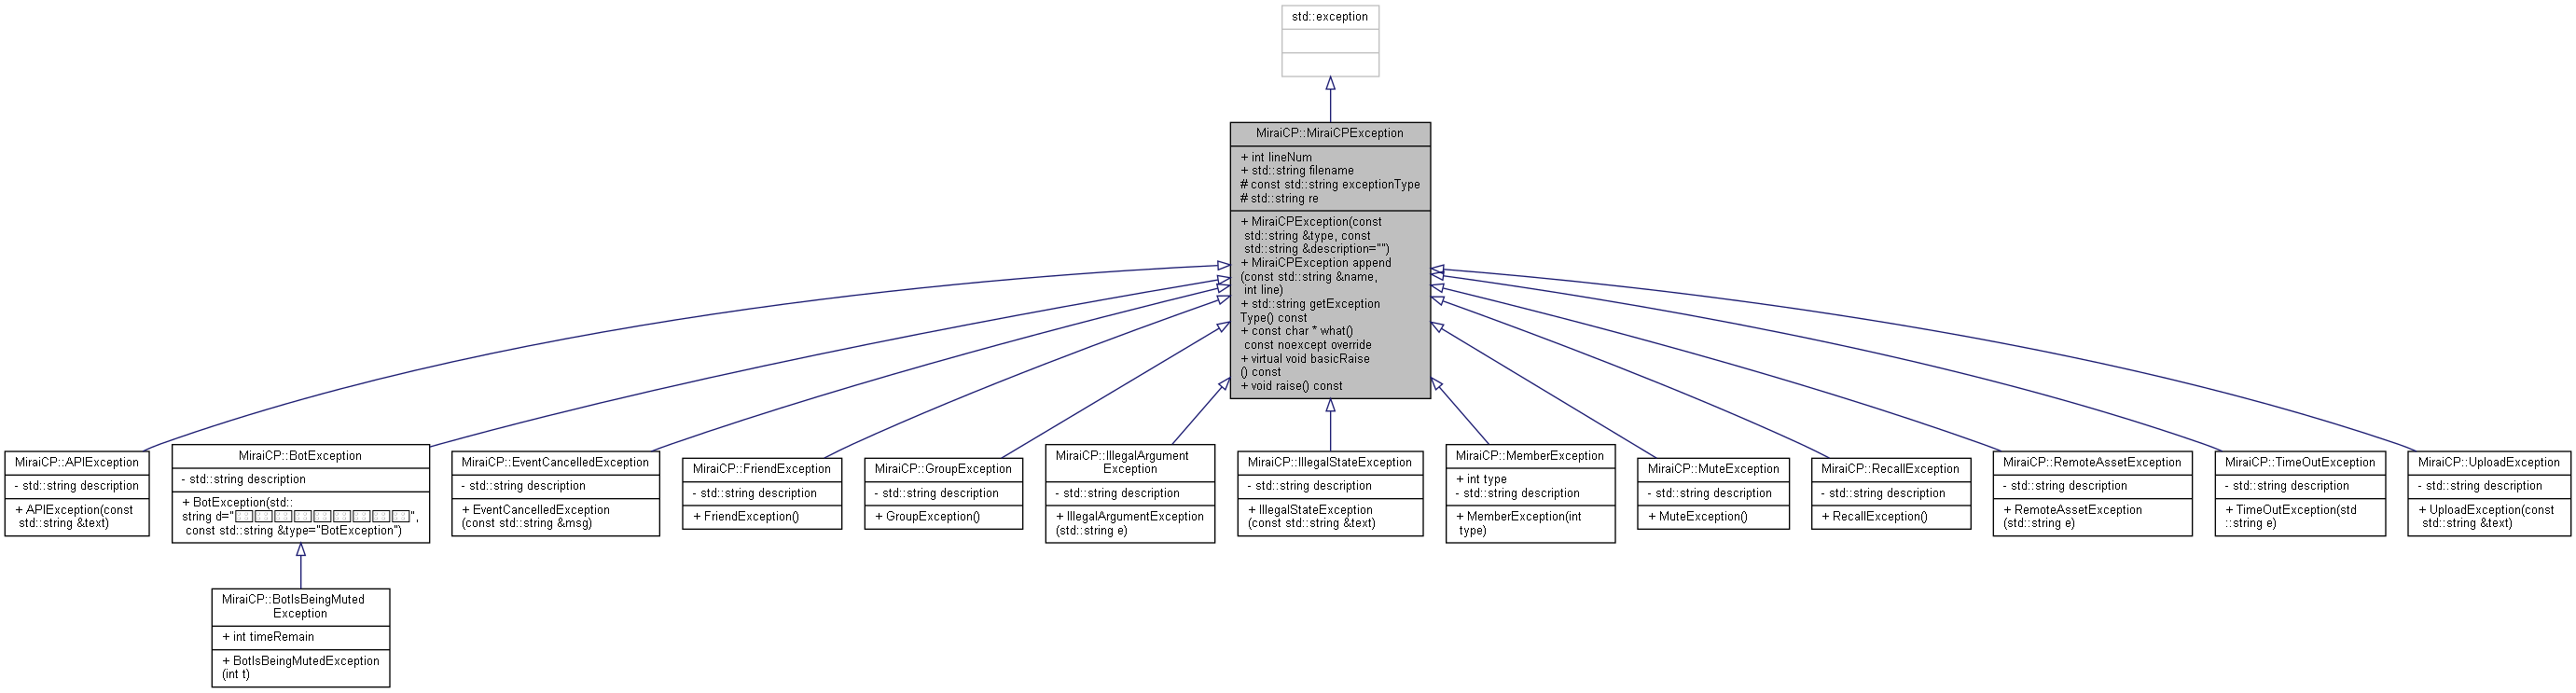 std::exception
MiraiCP::MiraiCPException
+ int lineNum
+ std::string filename
# const std::string exceptionType
# std::string re
+ MiraiCPException(const
std::string &type, const
std::string &description="")
+ MiraiCPException append
(const std::string &name,
int line)
+ std::string getException
Type() const
+ const char * what()
const noexcept override
+ virtual void basicRaise
() const
+ void raise() const
MiraiCP::APIException
- std::string description
+ APIException(const
std::string &text)
MiraiCP::BotException
- std::string description
+ BotException(std::
string d="",
const std::string &type="BotException")
MiraiCP::EventCancelledException
- std::string description
+ EventCancelledException
(const std::string &msg)
MiraiCP::FriendException
- std::string description
+ FriendException()
MiraiCP::GroupException
- std::string description
+ GroupException()
MiraiCP::IllegalArgument
Exception
- std::string description
+ IllegalArgumentException
(std::string e)
MiraiCP::IllegalStateException
- std::string description
+ IllegalStateException
(const std::string &text)
MiraiCP::MemberException
+ int type
- std::string description
+ MemberException(int
type)
MiraiCP::MuteException
- std::string description
+ MuteException()
MiraiCP::RecallException
- std::string description
+ RecallException()
MiraiCP::RemoteAssetException
- std::string description
+ RemoteAssetException
(std::string e)
MiraiCP::TimeOutException
- std::string description
+ TimeOutException(std
::string e)
MiraiCP::UploadException
- std::string description
+ UploadException(const
std::string &text)
MiraiCP::BotIsBeingMuted
Exception
+ int timeRemain
+ BotIsBeingMutedException
(int t)